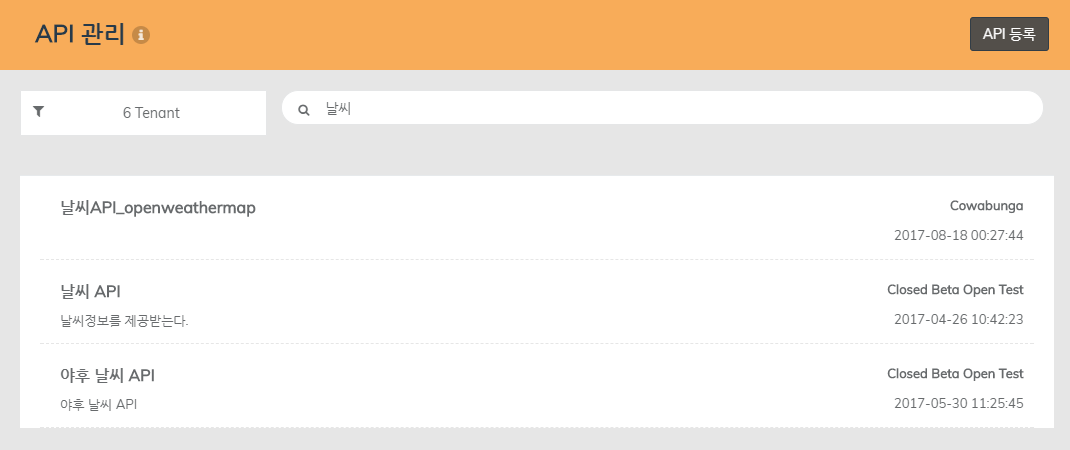 API 관리
API 등록
6 Tenant
날씨
날씨API_openweathermap
Cowabunga
2017-08-18 00:27:44
날씨 API
Closed Beta Open Test
날씨정보를 제공받는다.
2017-04-26 10:42:23
야후 날씨 API
Closed Beta Open Test
야후 날씨 API
2017-05-30 11:25:45